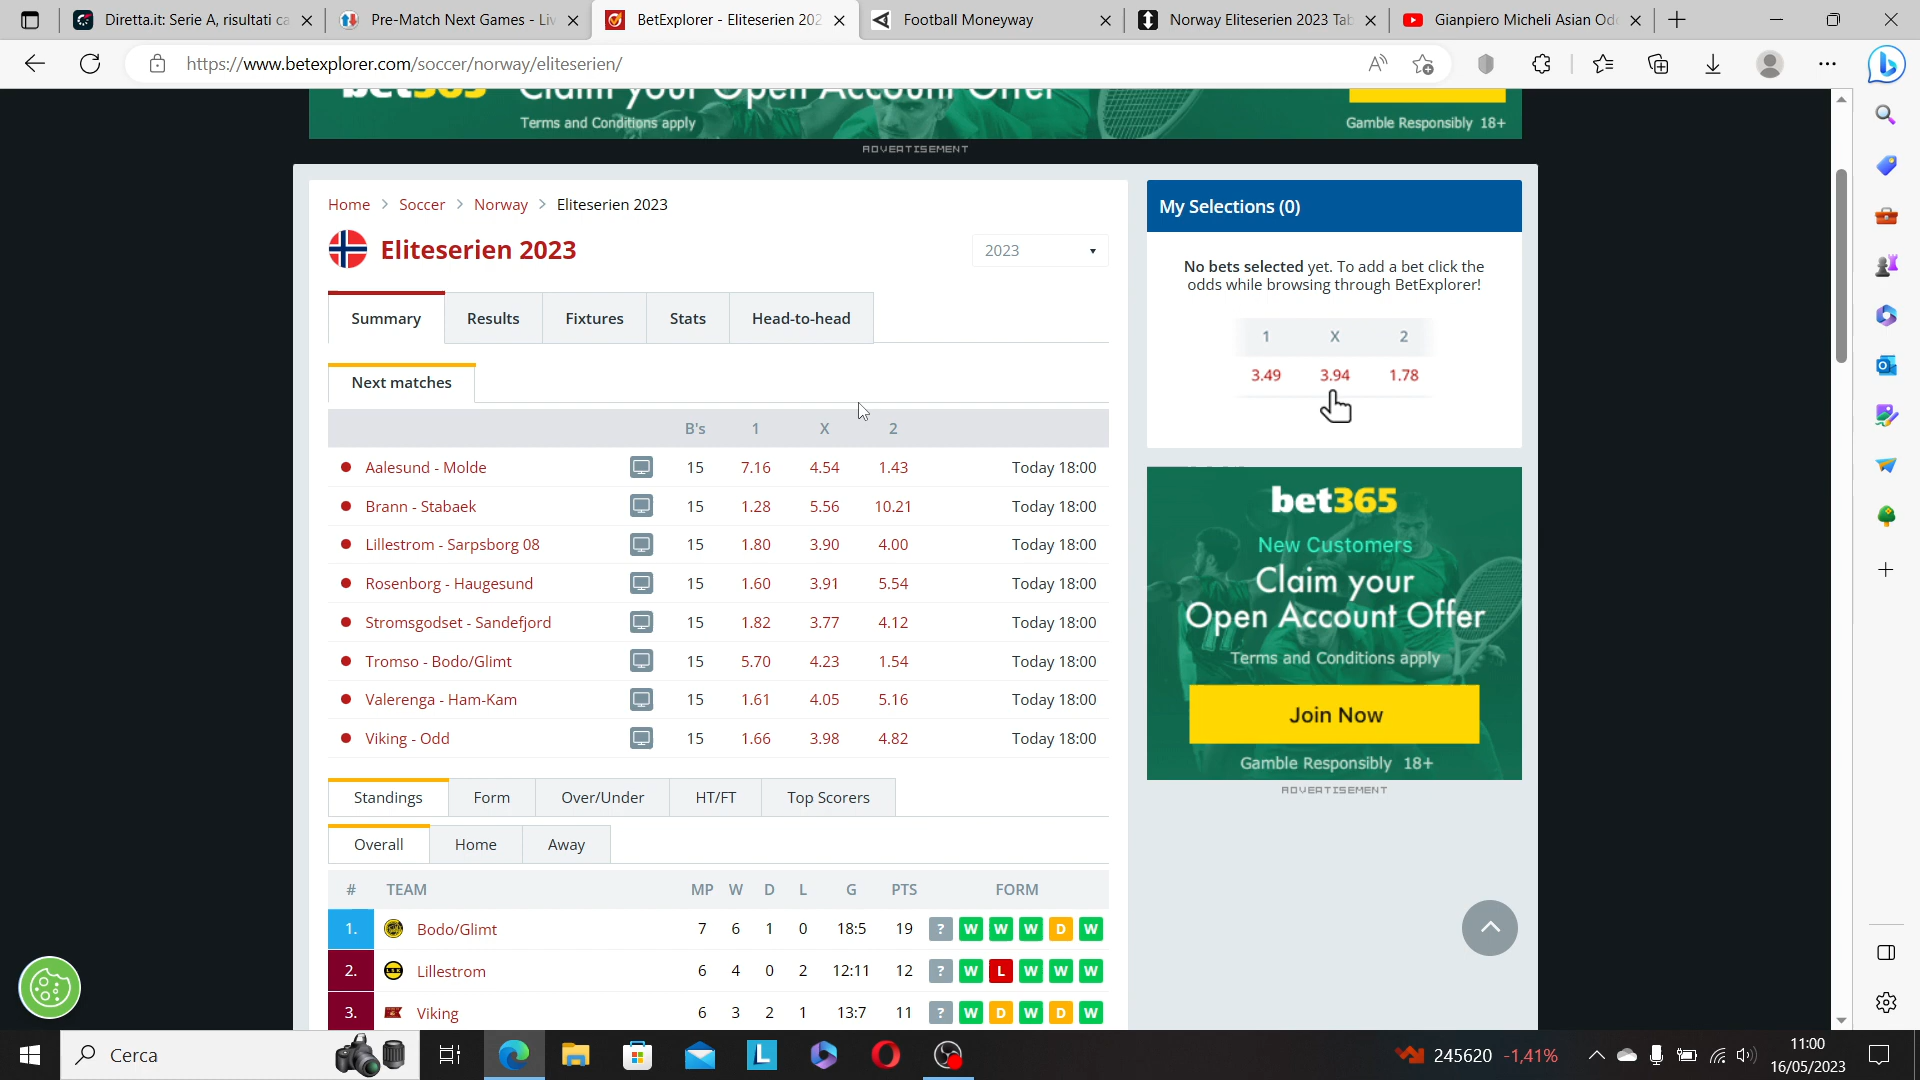 Diretta.it: Serie A, risultati ca
Pre-Match Next Games - Liv
BetExplorer - Eliteserien 202
Football Moneyway
Norway Eliteserien 2023 Tab
Gianpiero Micheli Asian Od
https://www.betexplorer.com/soccer/norway/eliteserien/
bet365 Claim your Open Account Offer
Terms and Conditions apply
Gamble Responsibly 18+
ADVERTISEMENT
Home > Soccer > Norway > Eliteserien 2023
Eliteserien 2023
2023
Summary Results Fixtures Stats Head-to-head
Next matches
B's 1 X 2
Aalesund - Molde 15 7.16 4.54 1.43 Today 18:00
Brann - Stabaek 15 1.28 5.56 10.21 Today 18:00
Lillestrom - Sarpsborg 08 15 1.80 3.90 4.00 Today 18:00
Rosenborg - Haugesund 15 1.60 3.91 5.54 Today 18:00
Stromsgodset - Sandefjord 15 1.82 3.77 4.12 Today 18:00
Tromso - Bodo/Glimt 15 5.70 4.23 1.54 Today 18:00
Valerenga - Ham-Kam 15 1.61 4.05 5.16 Today 18:00
Viking - Odd 15 1.66 3.98 4.82 Today 18:00
Standings Form Over/Under HT/FT Top Scorers
Overall Home Away
# TEAM MP W D L G PTS FORM
1. Bodo/Glimt 7 6 1 0 18:5 19 ? W W W D W
2. Lillestrom 6 4 0 2 12:11 12 ? W L W W W
3. Viking 6 3 2 1 13:7 11 ? W D W D W
My Selections (0)
No bets selected yet. To add a bet click the
odds while browsing through BetExplorer!
1 X 2
3.49 3.94 1.78
bet365
New Customers
Claim your
Open Account Offer
Terms and Conditions apply
Join Now
Gamble Responsibly 18+
ADVERTISEMENT
Cerca
245620 -1,41%
11:00
16/05/2023